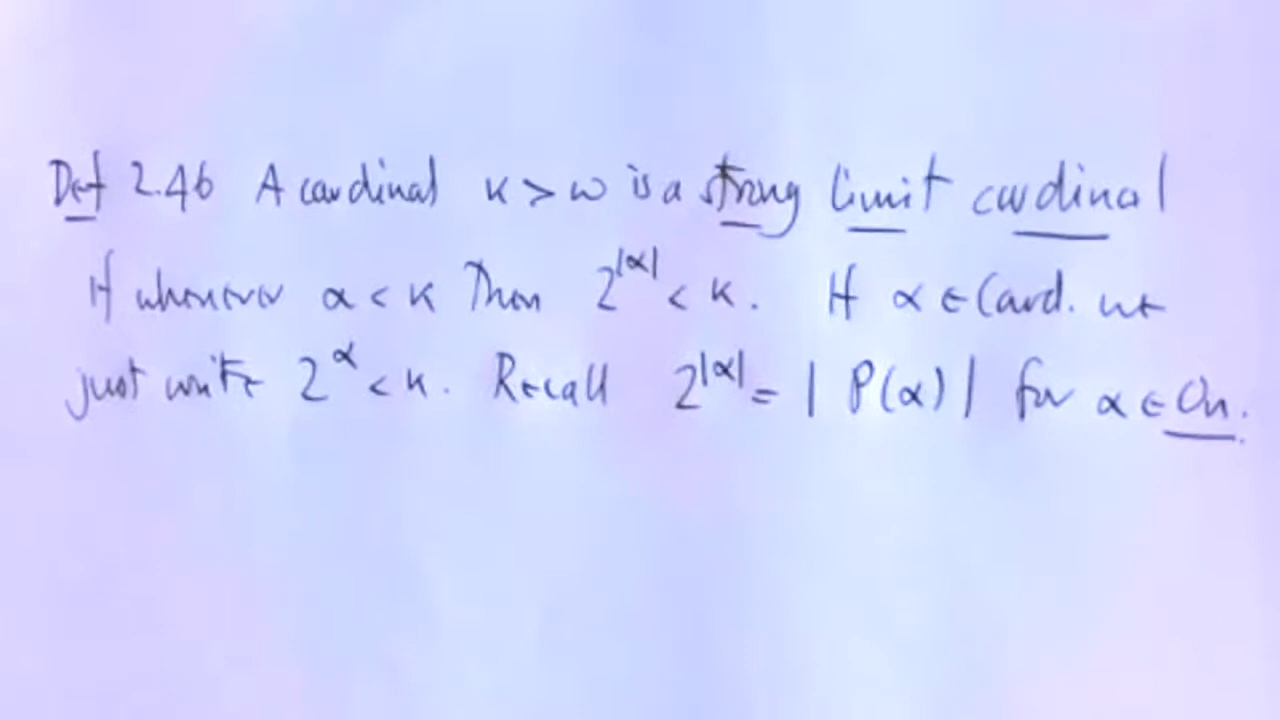 Def 2.46 A cardinal κ > ω is a strong limit cardinal
if whenever α < κ Then 2^|α| < κ. If α ∈ Card. we
just write 2^α < κ. Recall 2^|α| = | P(α) | for α ∈ On.